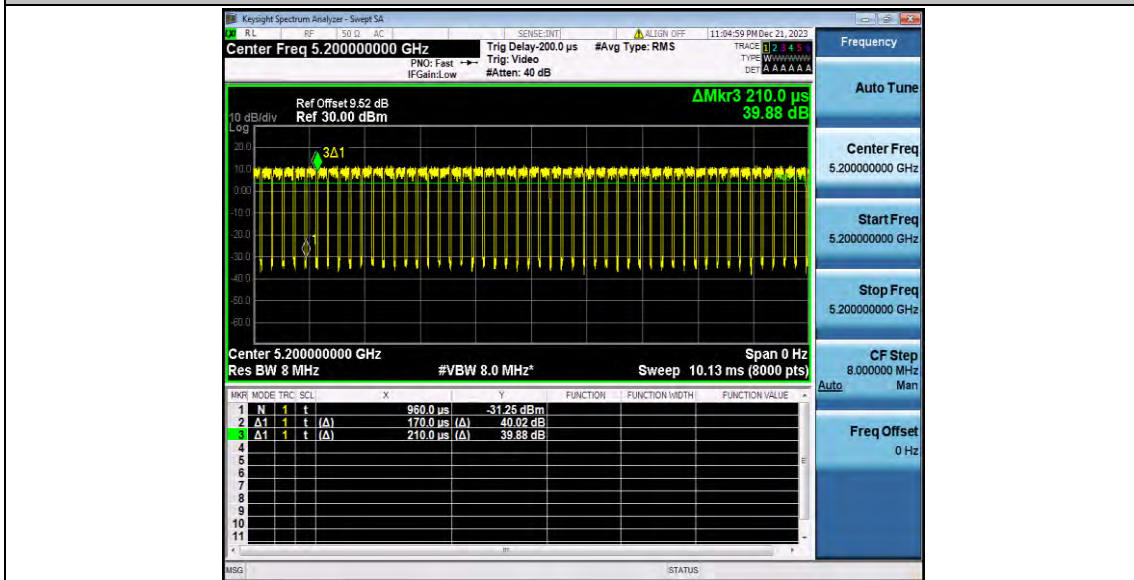 Keysight Spectrum Analyzer - Swept SA
RL RF 50 Ω AC SENSE:INT ALIGN OFF 11:04:59 PM Dec 21, 2023
Center Freq 5.200000000 GHz
PNO: Fast
IFGain:Low
Trig Delay-200.0 µs
Trig: Video
#Atten: 40 dB
#Avg Type: RMS
TRACE 1 2 3 4 5 6
TYPE W
DET A A A A A A
Ref Offset 9.52 dB
10 dB/div Ref 30.00 dBm
Log
ΔMkr3 210.0 µs
39.88 dB
20.0
10.0
0.00
-10.0
-20.0
-30.0
-40.0
-50.0
-60.0
3Δ1
1
Center 5.200000000 GHz Span 0 Hz
Res BW 8 MHz #VBW 8.0 MHz* Sweep 10.13 ms (8000 pts)
MKR MODE TRC SCL X Y FUNCTION FUNCTION WIDTH FUNCTION VALUE
1 N 1 t 960.0 µs -31.25 dBm
2 Δ1 1 t (Δ) 170.0 µs (Δ) 40.02 dB
3 Δ1 1 t (Δ) 210.0 µs (Δ) 39.88 dB
4
5
6
7
8
9
10
11
MSG STATUS
Frequency
Auto Tune
Center Freq
5.200000000 GHz
Start Freq
5.200000000 GHz
Stop Freq
5.200000000 GHz
CF Step
8.000000 MHz
Auto Man
Freq Offset
0 Hz